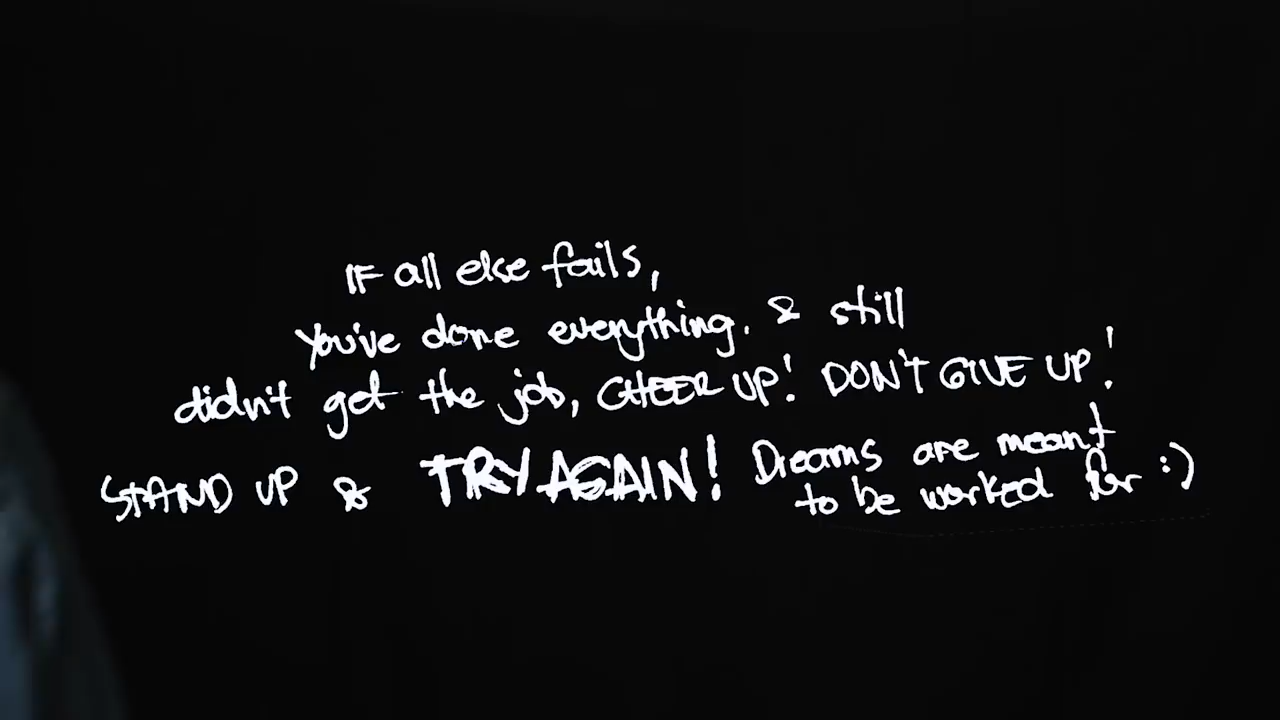 IF all else fails,
You've done everything, & still
didn't get the job, CHEER UP! DON'T GIVE UP!
STAND UP & TRY AGAIN! Dreams are meant
to be worked for :)